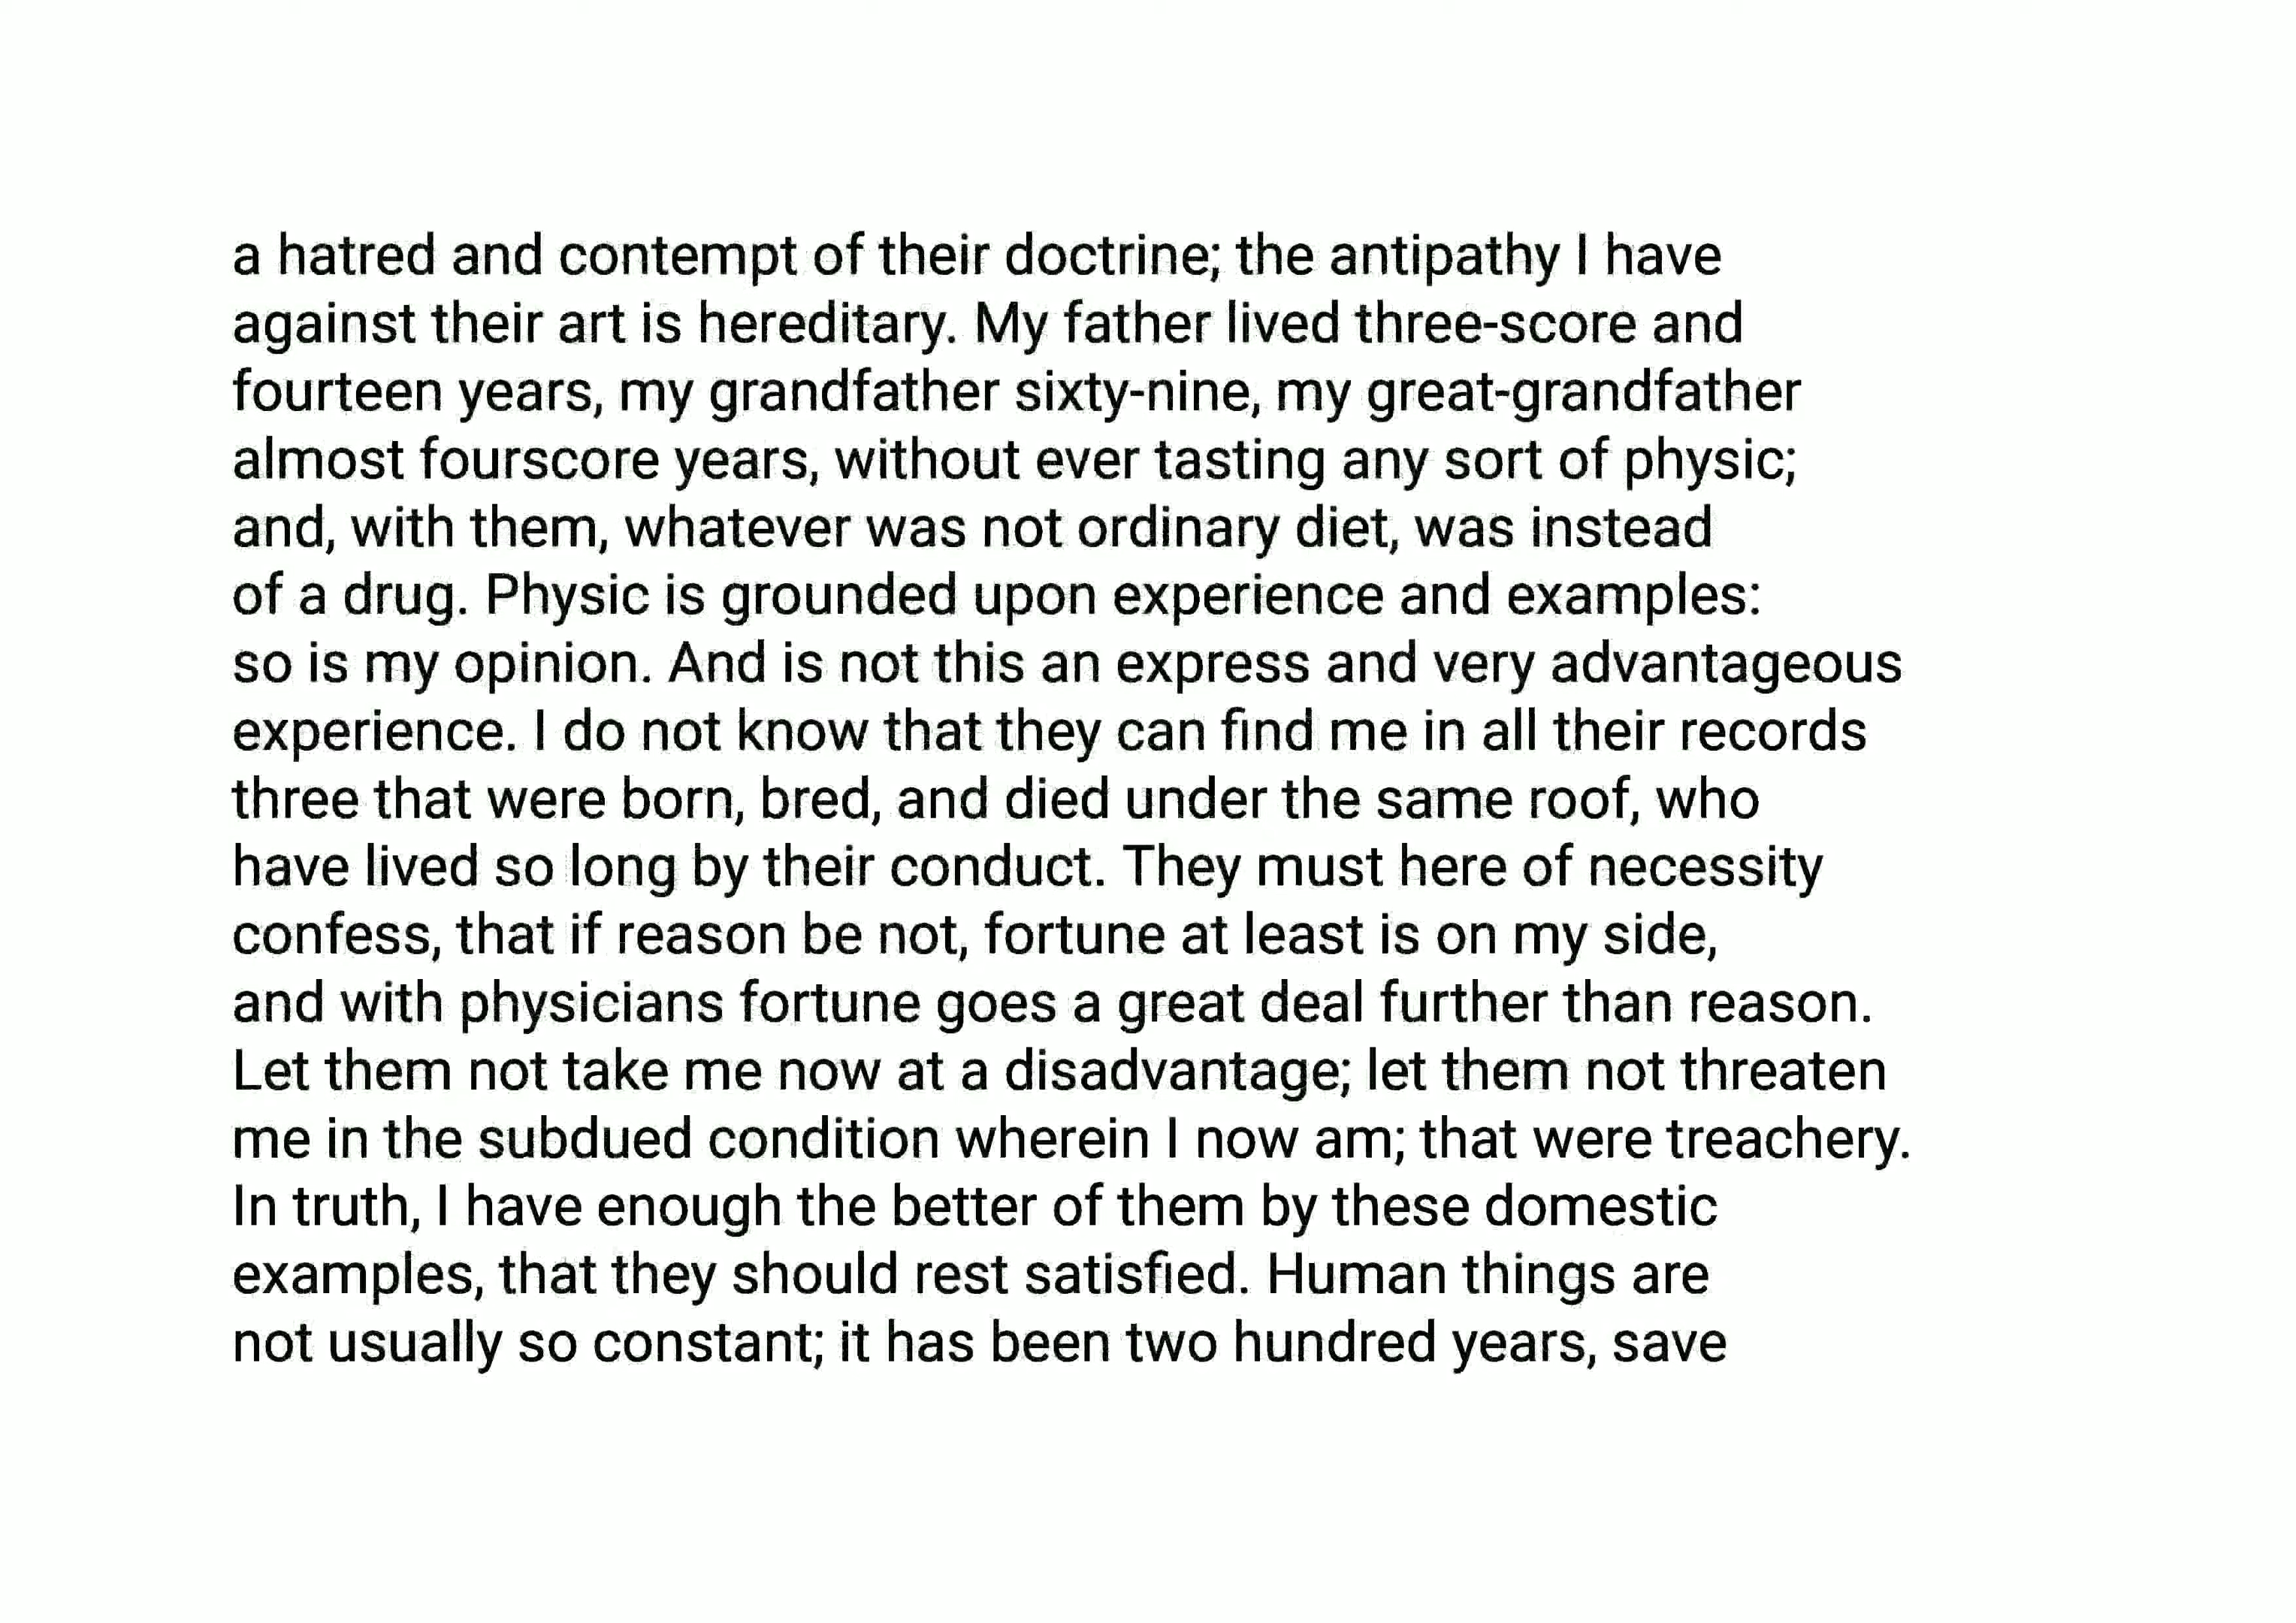 a hatred and contempt of their doctrine; the antipathy I have
against their art is hereditary. My father lived three-score and
fourteen years, my grandfather sixty-nine, my great-grandfather
almost fourscore years, without ever tasting any sort of physic;
and, with them, whatever was not ordinary diet, was instead
of a drug. Physic is grounded upon experience and examples:
so is my opinion. And is not this an express and very advantageous
experience. I do not know that they can find me in all their records
three that were born, bred, and died under the same roof, who
have lived so long by their conduct. They must here of necessity
confess, that if reason be not, fortune at least is on my side,
and with physicians fortune goes a great deal further than reason.
Let them not take me now at a disadvantage; let them not threaten
me in the subdued condition wherein I now am; that were treachery.
In truth, I have enough the better of them by these domestic
examples, that they should rest satisfied. Human things are
not usually so constant; it has been two hundred years, save